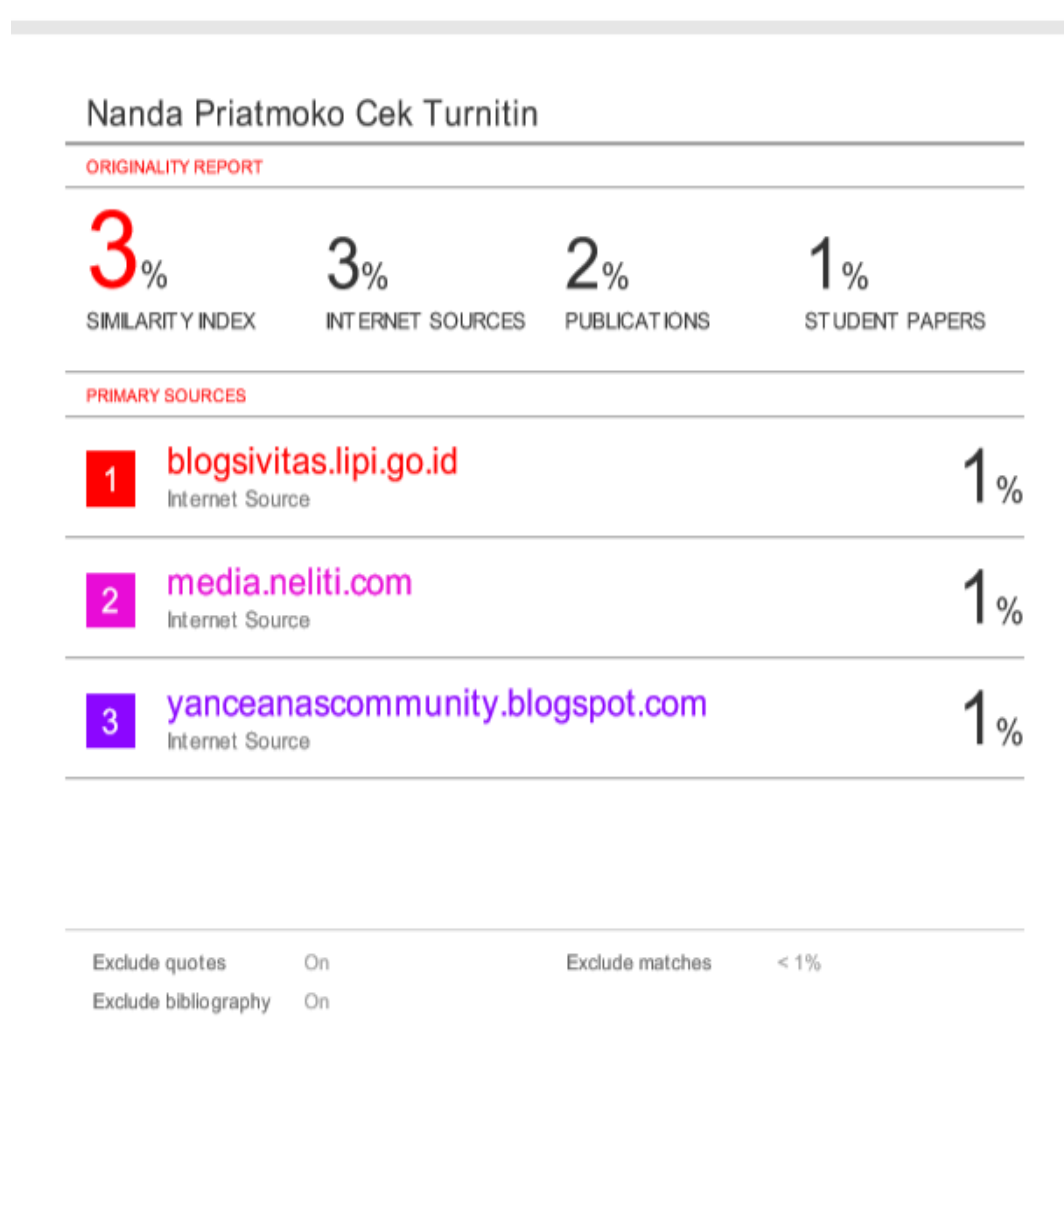 Nanda Priatmoko Cek Turnitin
ORIGINALITY REPORT
3% 3% 2% 1%
SIMILARITY INDEX INTERNET SOURCES PUBLICATIONS STUDENT PAPERS
PRIMARY SOURCES
1 blogsivitas.lipi.go.id 1%
Internet Source
2 media.neliti.com 1%
Internet Source
3 yanceanascommunity.blogspot.com 1%
Internet Source
Exclude quotes On Exclude matches < 1%
Exclude bibliography On